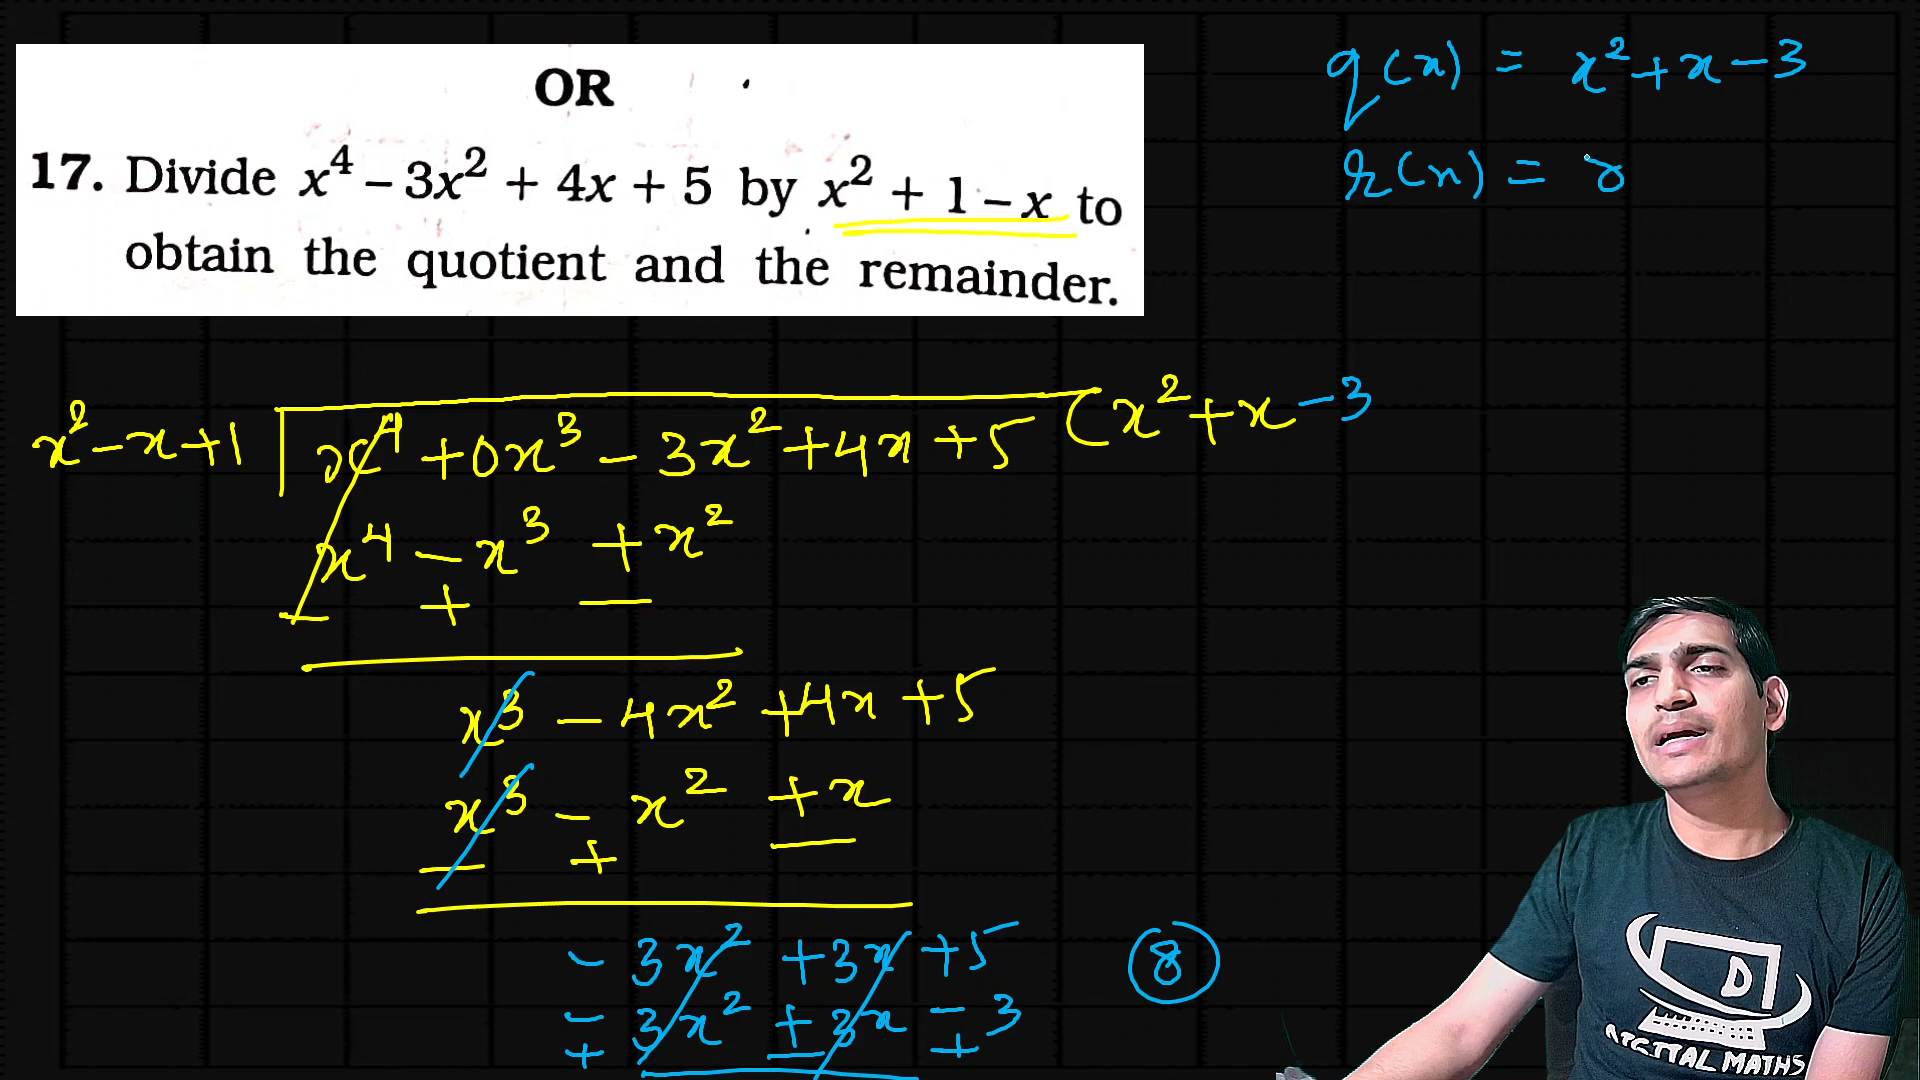 OR
17. Divide x⁴ – 3x² + 4x + 5 by x² + 1 – x to
obtain the quotient and the remainder.
q(x) = x² + x – 3
r(x) =
x² – x + 1 | x⁴ + 0x³ – 3x² + 4x + 5 ( x² + x – 3
x⁴ – x³ + x²
– + –
x³ – 4x² + 4x + 5
x³ – x² + x
– + –
– 3x² + 3x + 5
8
– 3x² + 3x – 3
+ – +
DIGITAL MATHS